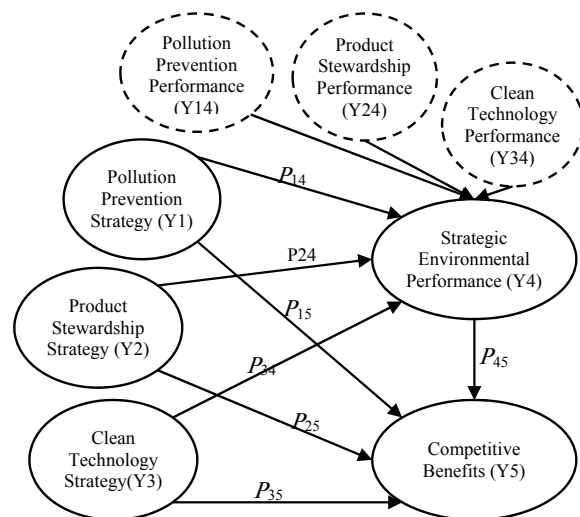 Pollution
Prevention
Performance
(Y14)
Product
Stewardship
Performance
(Y24)
Clean
Technology
Performance
(Y34)
Pollution
Prevention
Strategy (Y1)
P14
Strategic
Environmental
Performance (Y4)
P24
Product
Stewardship
Strategy (Y2)
P15
P34
P45
P25
Clean
Technology
Strategy(Y3)
Competitive
Benefits (Y5)
P35